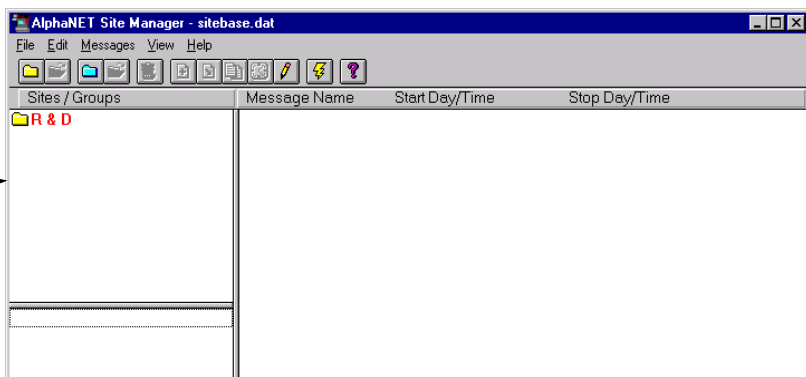 AlphaNET Site Manager - sitebase.dat
File Edit Messages View Help
Sites / Groups Message Name Start Day/Time Stop Day/Time
R & D